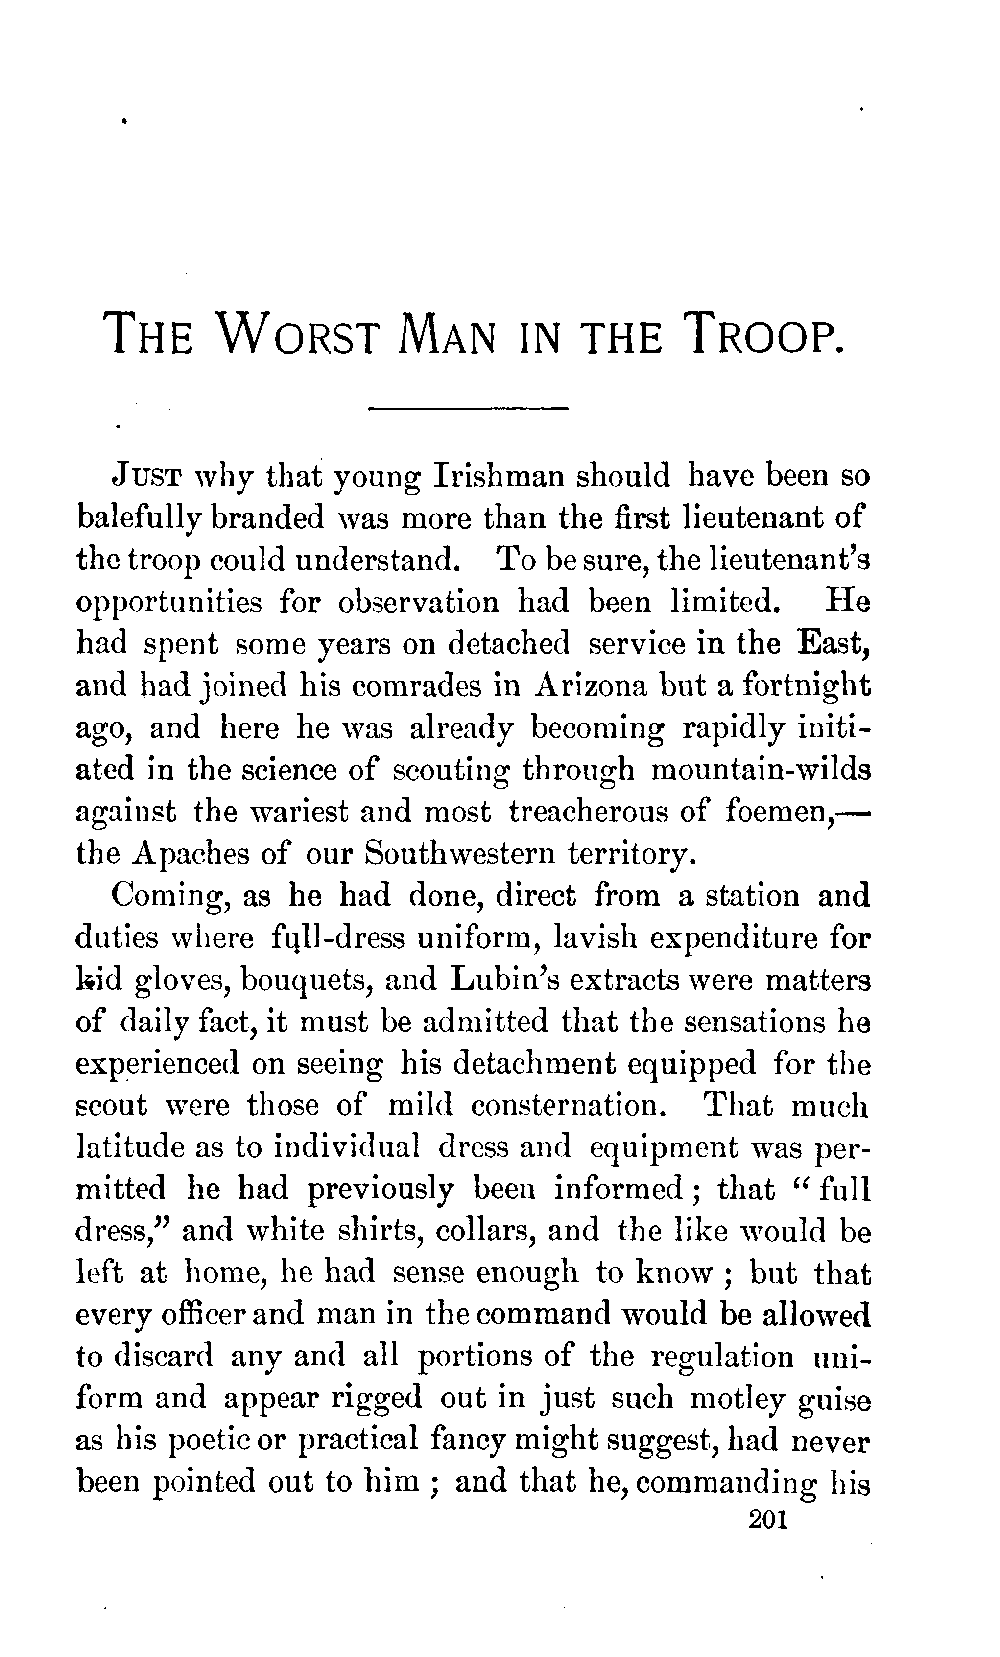 THE WORST MAN IN THE TROOP.
JUST why that young Irishman should have been so
balefully branded was more than the first lieutenant of
the troop could understand. To be sure, the lieutenant's
opportunities for observation had been limited. He
had spent some years on detached service in the East,
and had joined his comrades in Arizona but a fortnight
ago, and here he was already becoming rapidly initi-
ated in the science of scouting through mountain-wilds
against the wariest and most treacherous of foemen,—
the Apaches of our Southwestern territory.
Coming, as he had done, direct from a station and
duties where full-dress uniform, lavish expenditure for
kid gloves, bouquets, and Lubin's extracts were matters
of daily fact, it must be admitted that the sensations he
experienced on seeing his detachment equipped for the
scout were those of mild consternation. That much
latitude as to individual dress and equipment was per-
mitted he had previously been informed; that "full
dress," and white shirts, collars, and the like would be
left at home, he had sense enough to know; but that
every officer and man in the command would be allowed
to discard any and all portions of the regulation uni-
form and appear rigged out in just such motley guise
as his poetic or practical fancy might suggest, had never
been pointed out to him; and that he, commanding his
201